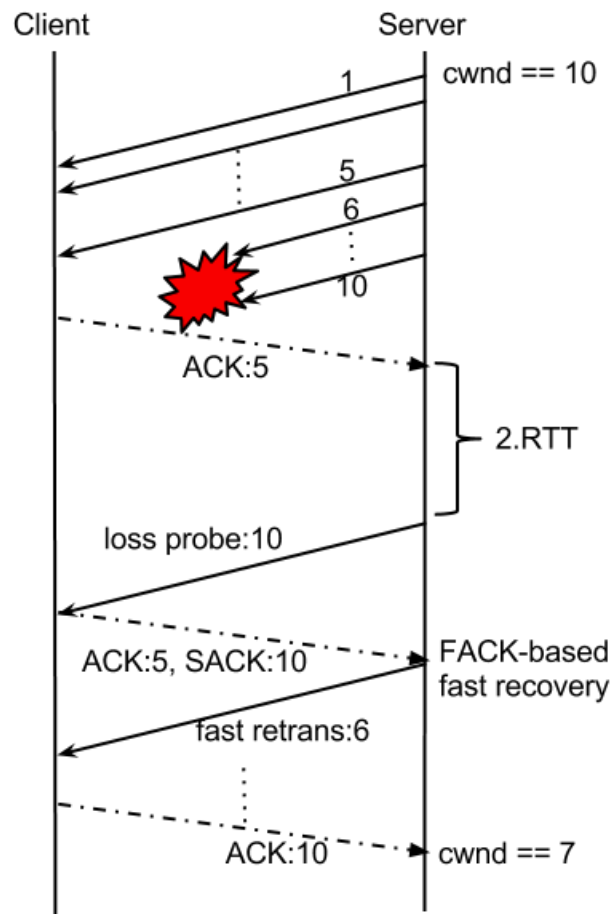 Client
Server
cwnd == 10
1
5
6
10
ACK:5
2.RTT
loss probe:10
ACK:5, SACK:10
FACK-based
fast recovery
fast retrans:6
ACK:10
cwnd == 7